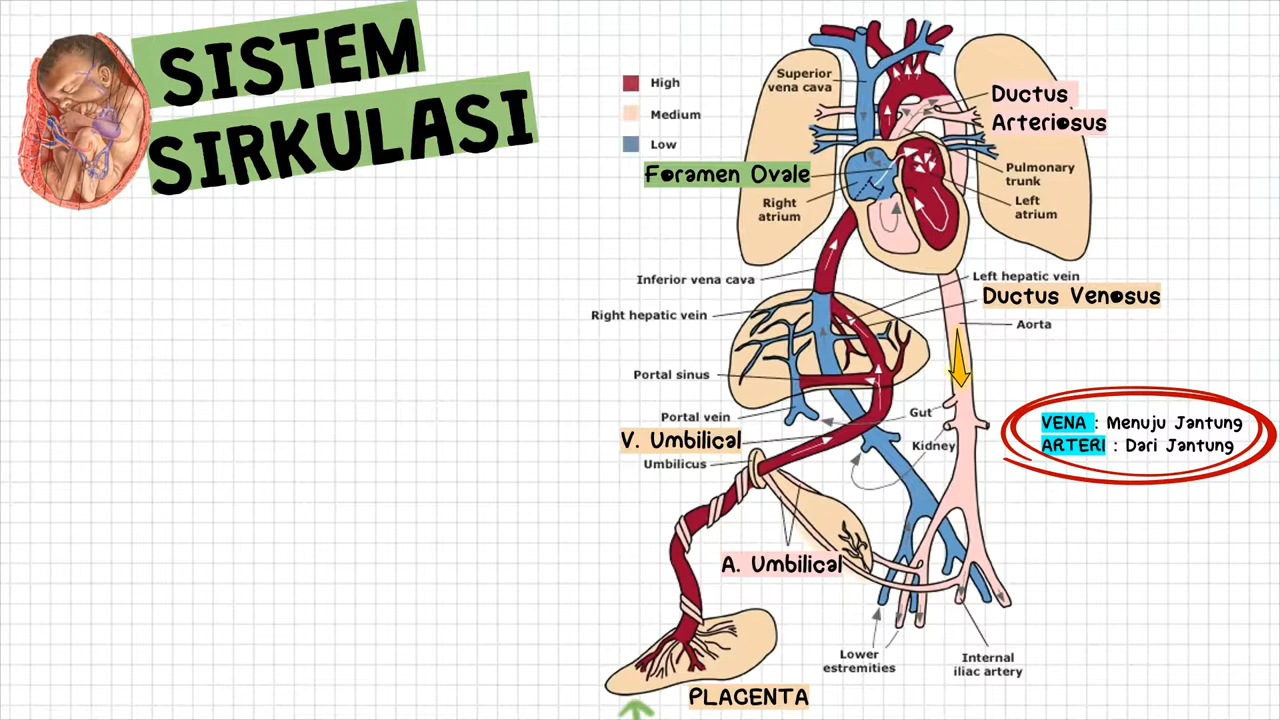 SISTEM
SIRKULASI
High
Medium
Low
Superior
vena cava
Ductus
Arteriosus
Foramen Ovale
Pulmonary
trunk
Right
atrium
Left
atrium
Inferior vena cava
Left hepatic vein
Ductus Venosus
Right hepatic vein
Aorta
Portal sinus
Portal vein
Gut
V. Umbilical
Umbilicus
Kidney
VENA : Menuju Jantung
ARTERI : Dari Jantung
A. Umbilical
Lower
estremities
Internal
iliac artery
PLACENTA